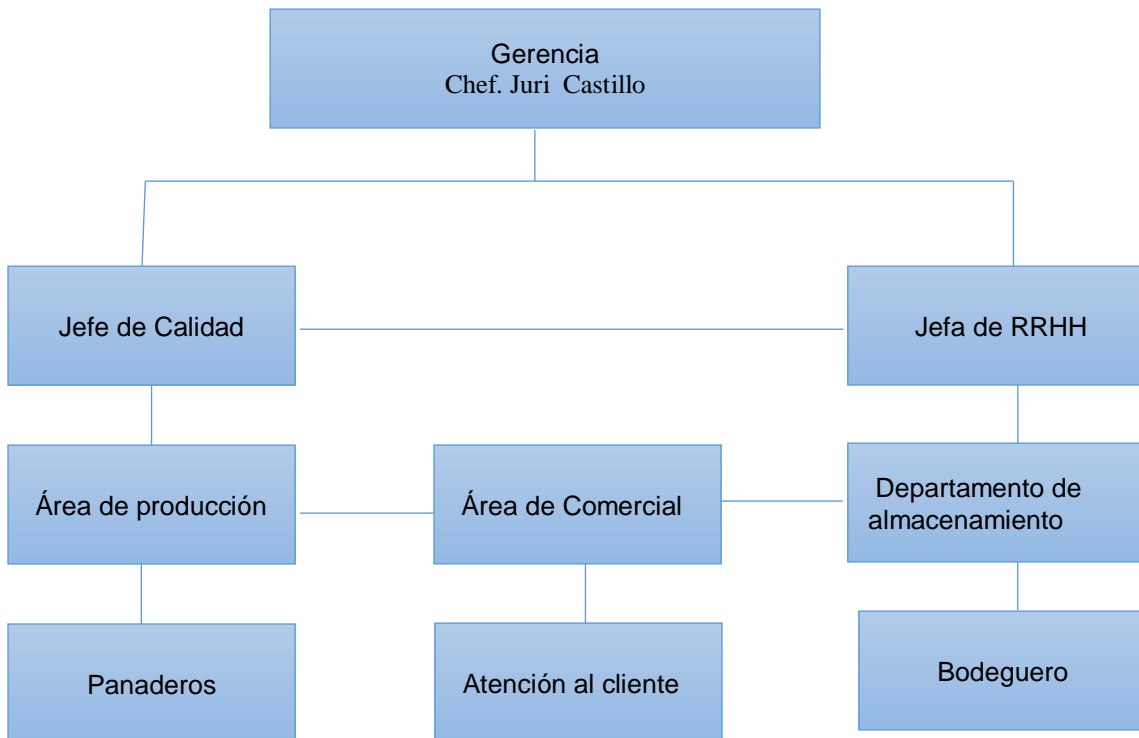 Gerencia
Chef. Juri Castillo
Jefe de Calidad
Jefa de RRHH
Área de producción
Área de Comercial
Departamento de
almacenamiento
Panaderos
Atención al cliente
Bodeguero